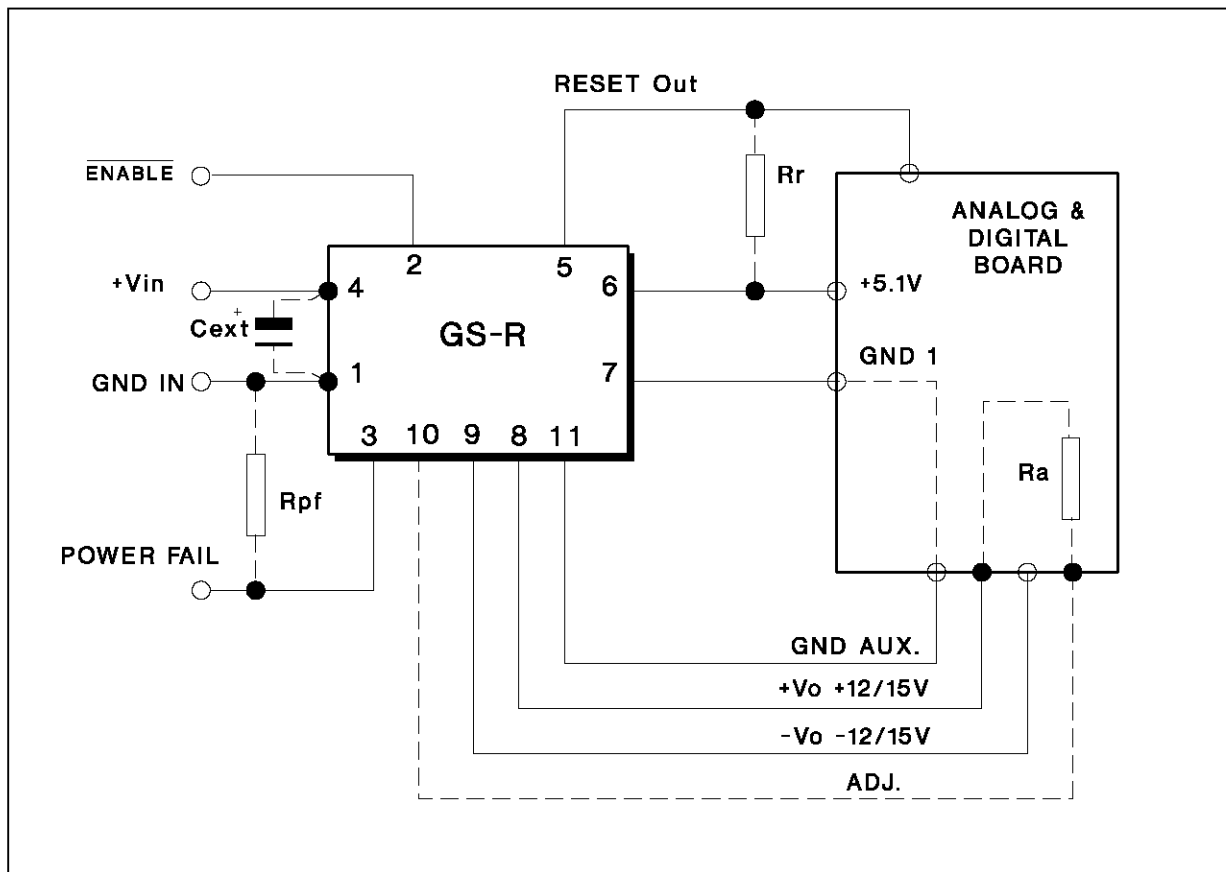 RESET Out
ENABLE
Rr
ANALOG &
DIGITAL
BOARD
2
5
+Vin
4
6
+5.1V
+
Cext
GS-R
GND 1
GND IN
1
7
3 10 9 8 11
Ra
Rpf
POWER FAIL
GND AUX.
+Vo +12/15V
-Vo -12/15V
ADJ.